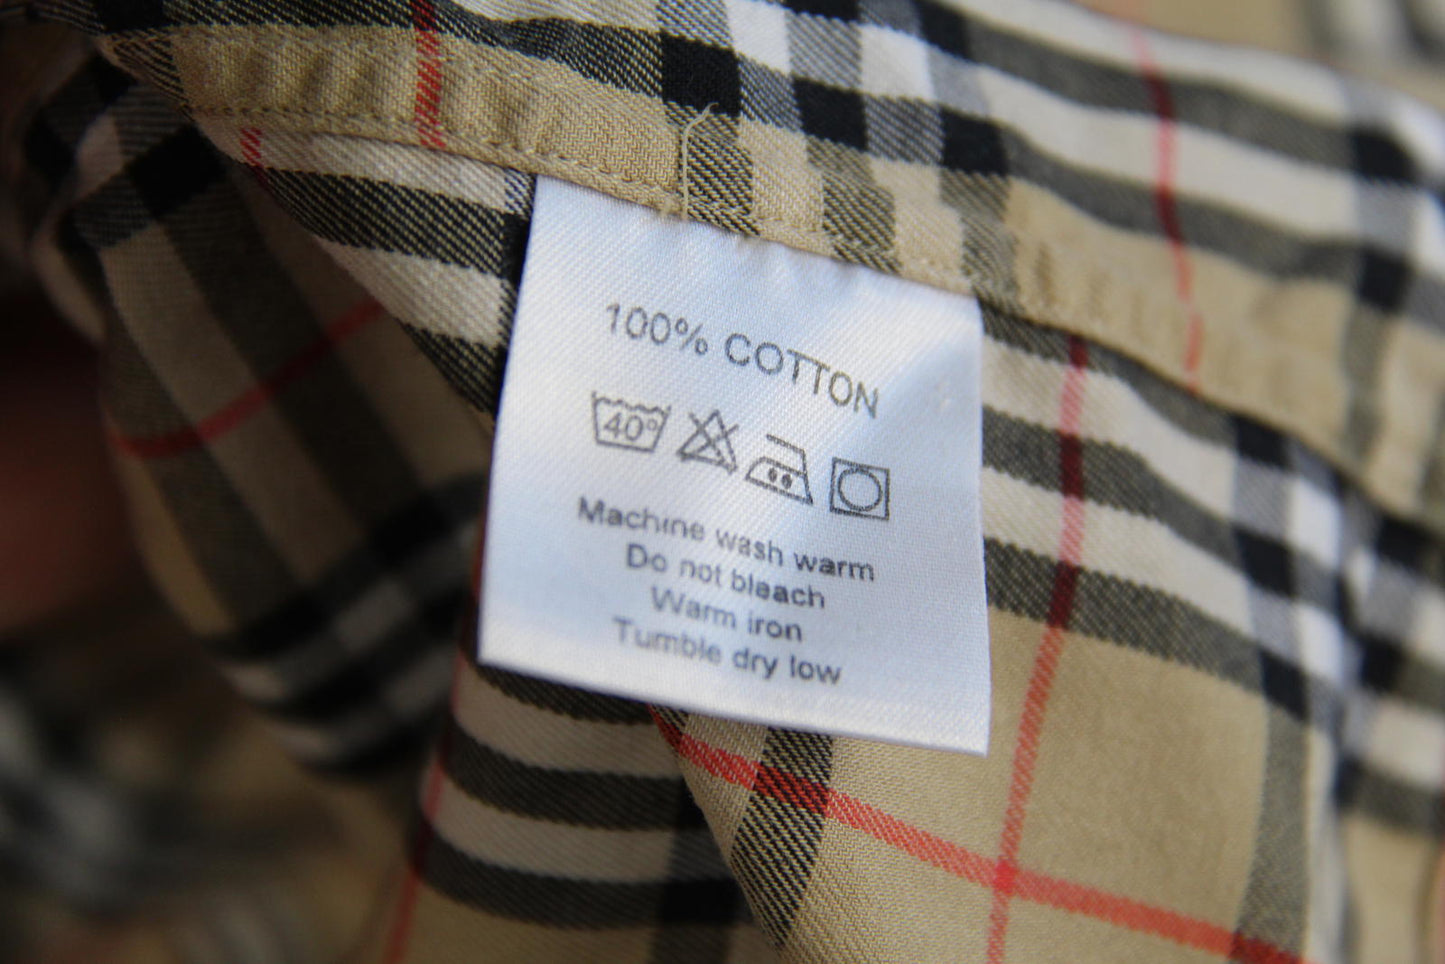 100% COTTON
40°
Machine wash warm
Do not bleach
Warm iron
Tumble dry low